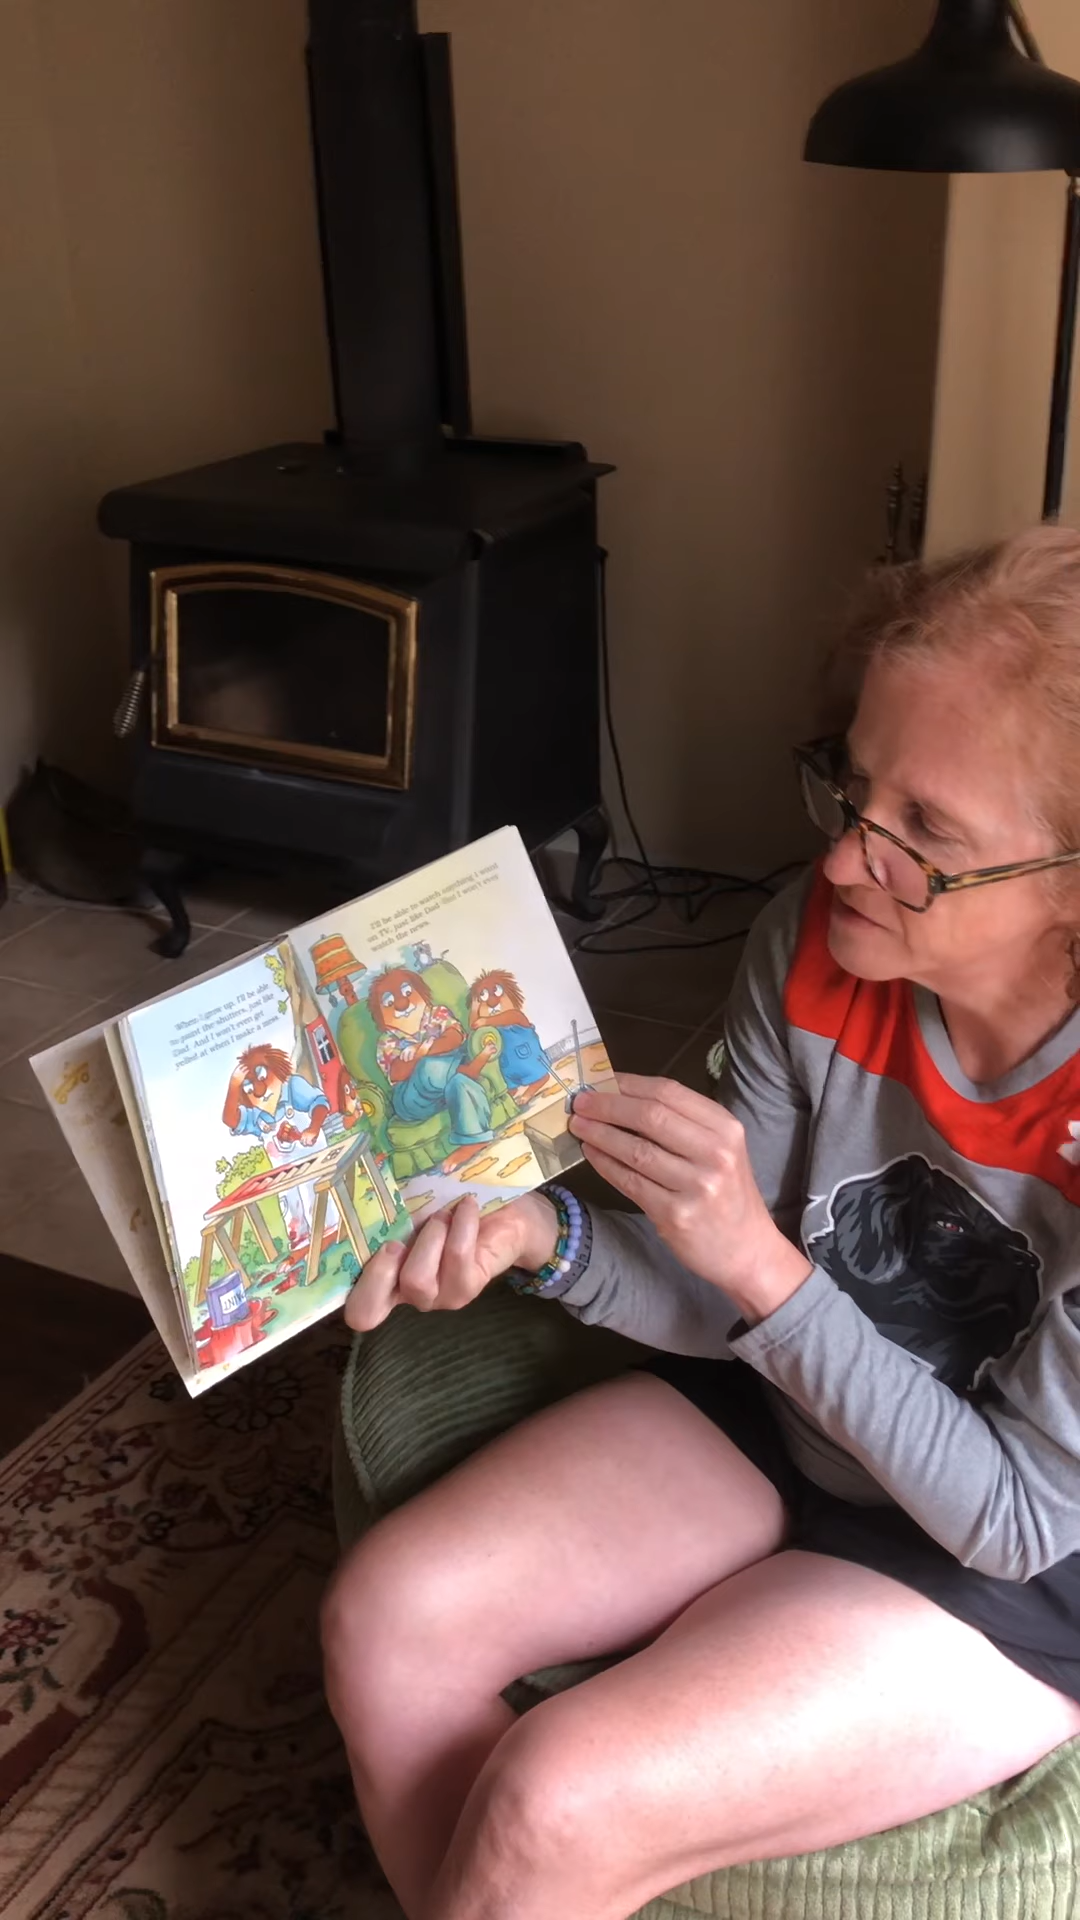 When I grow up, I'll be able
to paint the shutters, just like
Dad. And I won't even get
yelled at when I make a mess
I'll be able to watch anything I want
on TV, just like Dad. But I won't ever
watch the news.
PAINT